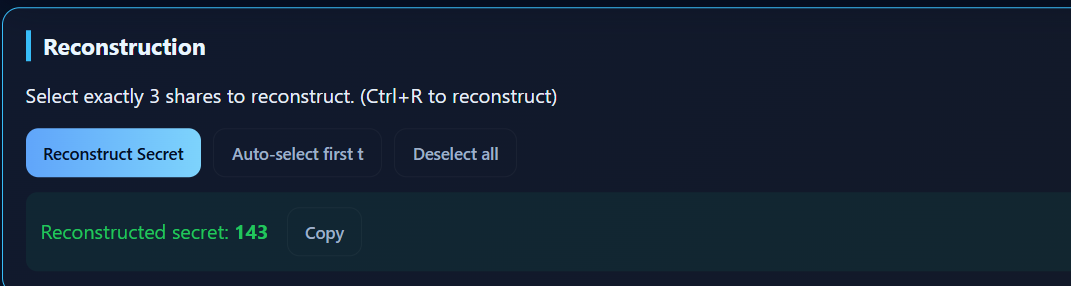 Reconstruction
Select exactly 3 shares to reconstruct. (Ctrl+R to reconstruct)
Reconstruct Secret Auto-select first t Deselect all
Reconstructed secret: 143 Copy